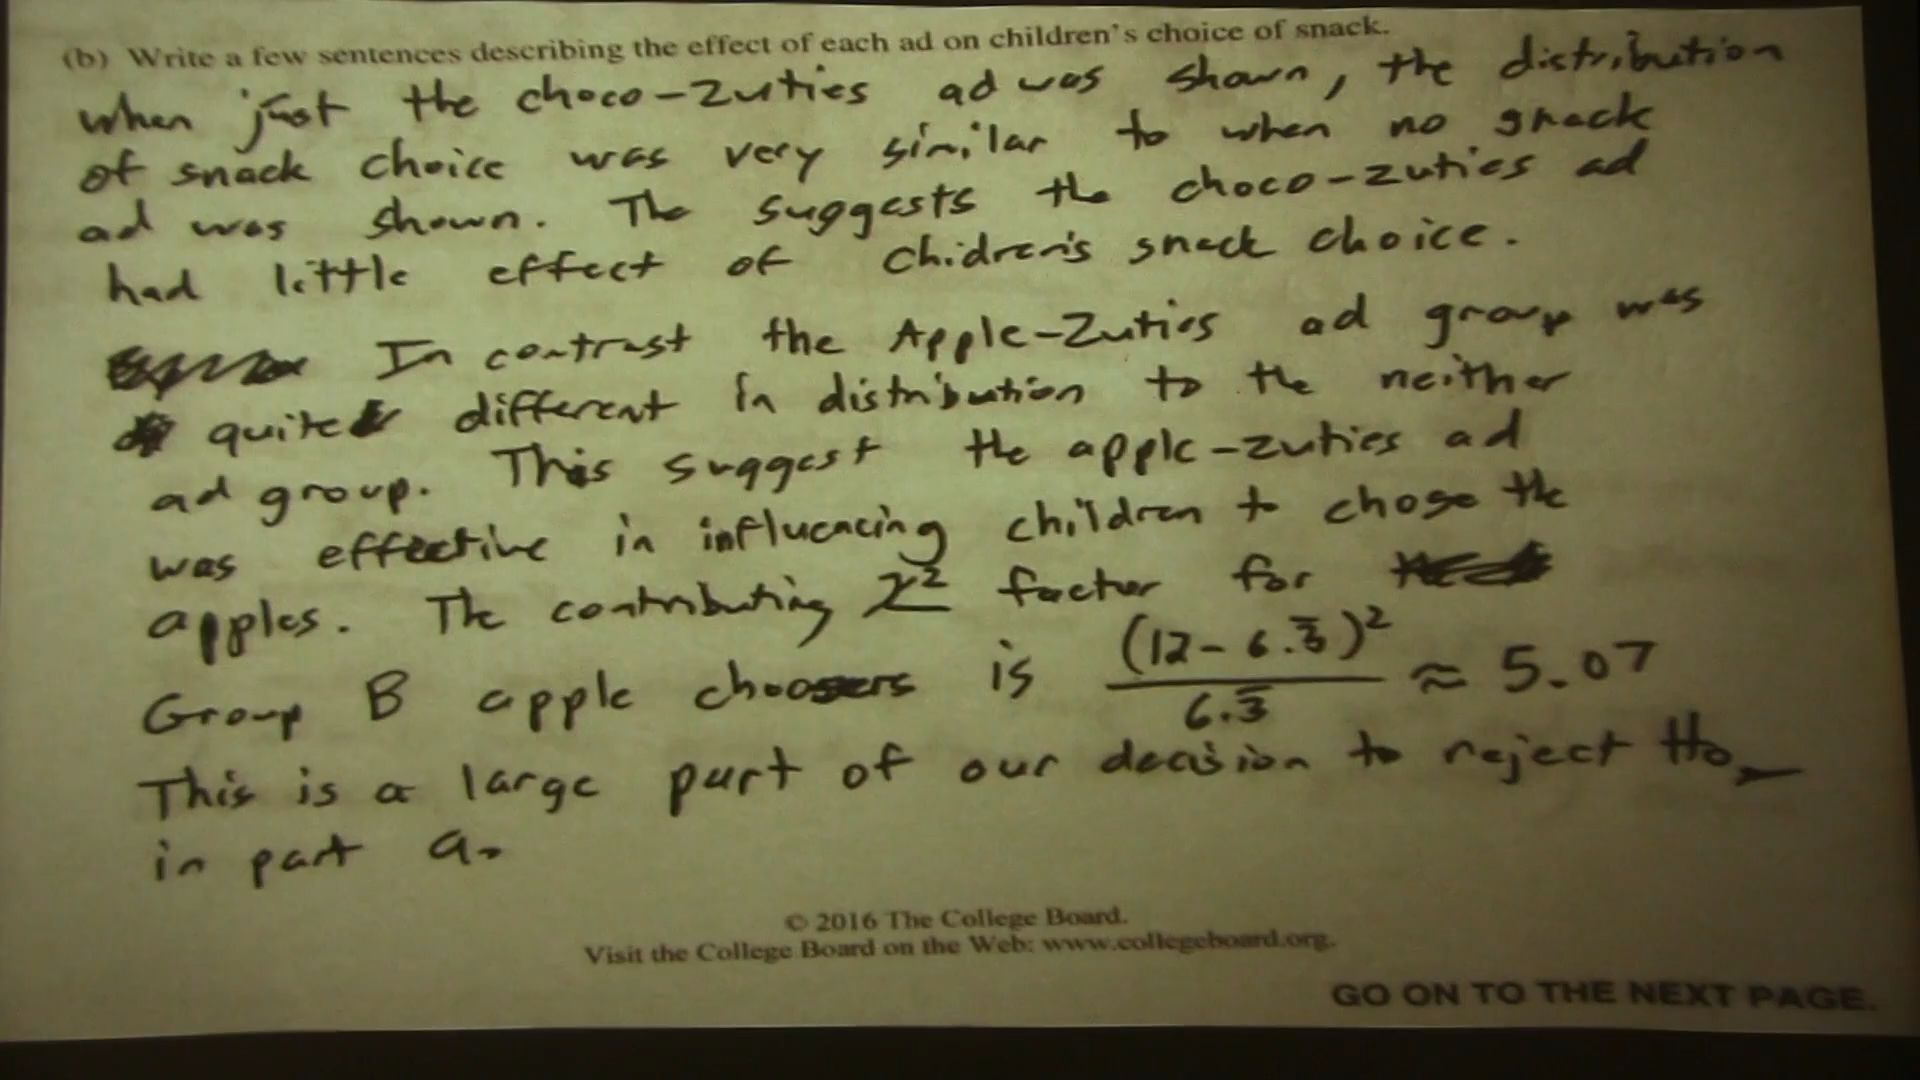 (b) Write a few sentences describing the effect of each ad on children's choice of snack.
when just the choco-zuties ad was shown, the distribution
of snack choice was very similar to when no snack
ad was shown. The suggests the choco-zuties ad
had little effect of chidren's snack choice.
In contrast the Apple-Zuties ad group was
quite different in distribution to the neither
ad group. This suggest the apple-zuties ad
was effective in influencing children to chose the
apples. The contributing χ² factor for
Group B apple choosers is (12-6.3̅)²/6.3̅ ≈ 5.07
This is a large part of our decision to reject H₀
in part a.
© 2016 The College Board.
Visit the College Board on the Web: www.collegeboard.org.
GO ON TO THE NEXT PAGE.